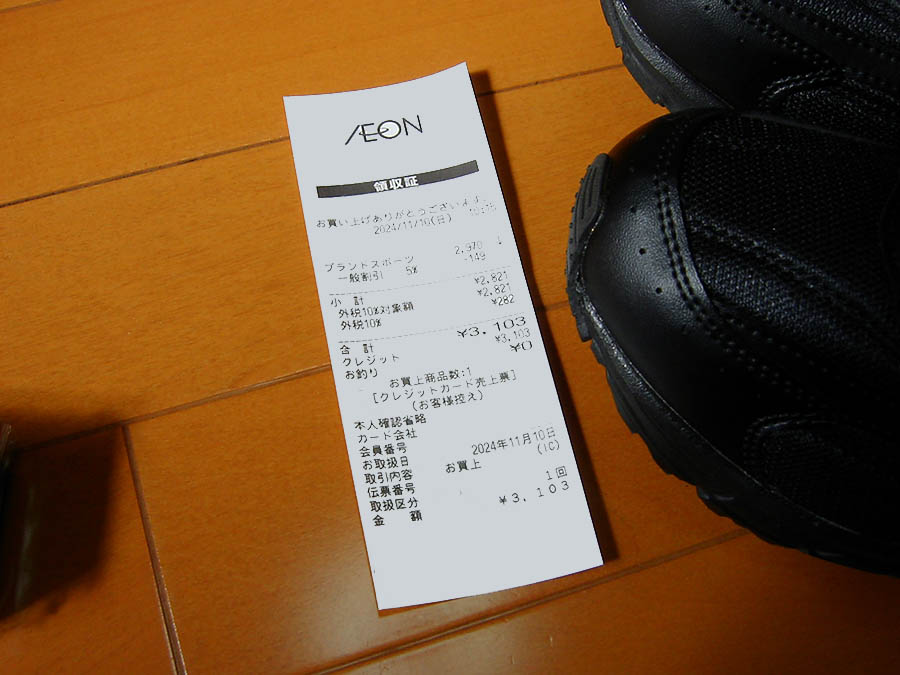 ÆON
領収証
お買い上げありがとうございます。
2024/11/10(日) 10:15
ブランドスポーツ 2,970 ↓
一般割引 5% -149
小 計 ¥2,821
外税10%対象額 ¥2,821
外税10% ¥282
合 計 ¥3,103
クレジット ¥3,103
お釣り ¥0
お買上商品数:1
[クレジットカード売上票]
(お客様控え)
本人確認省略
カード会社
会員番号
お取扱日 2024年11月10日
取引内容 お買上 (IC)
伝票番号
取扱区分 1回
金 額 ¥3,103